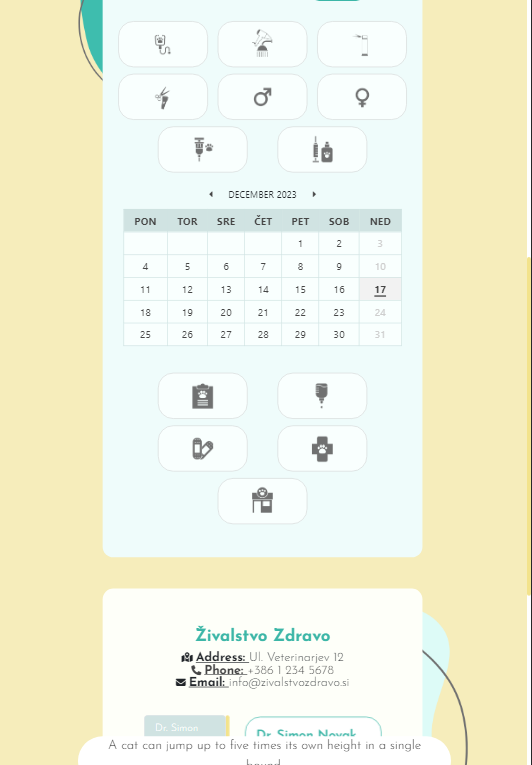 DECEMBER 2023
PON TOR SRE ČET PET SOB NED
1 2 3
4 5 6 7 8 9 10
11 12 13 14 15 16 17
18 19 20 21 22 23 24
25 26 27 28 29 30 31
Živalstvo Zdravo
Address: Ul. Veterinarjev 12
Phone: +386 1 234 5678
Email: info@zivalstvozdravo.si
Dr. Simon
Dr. Simon Novak
A cat can jump up to five times its own height in a single
bound.